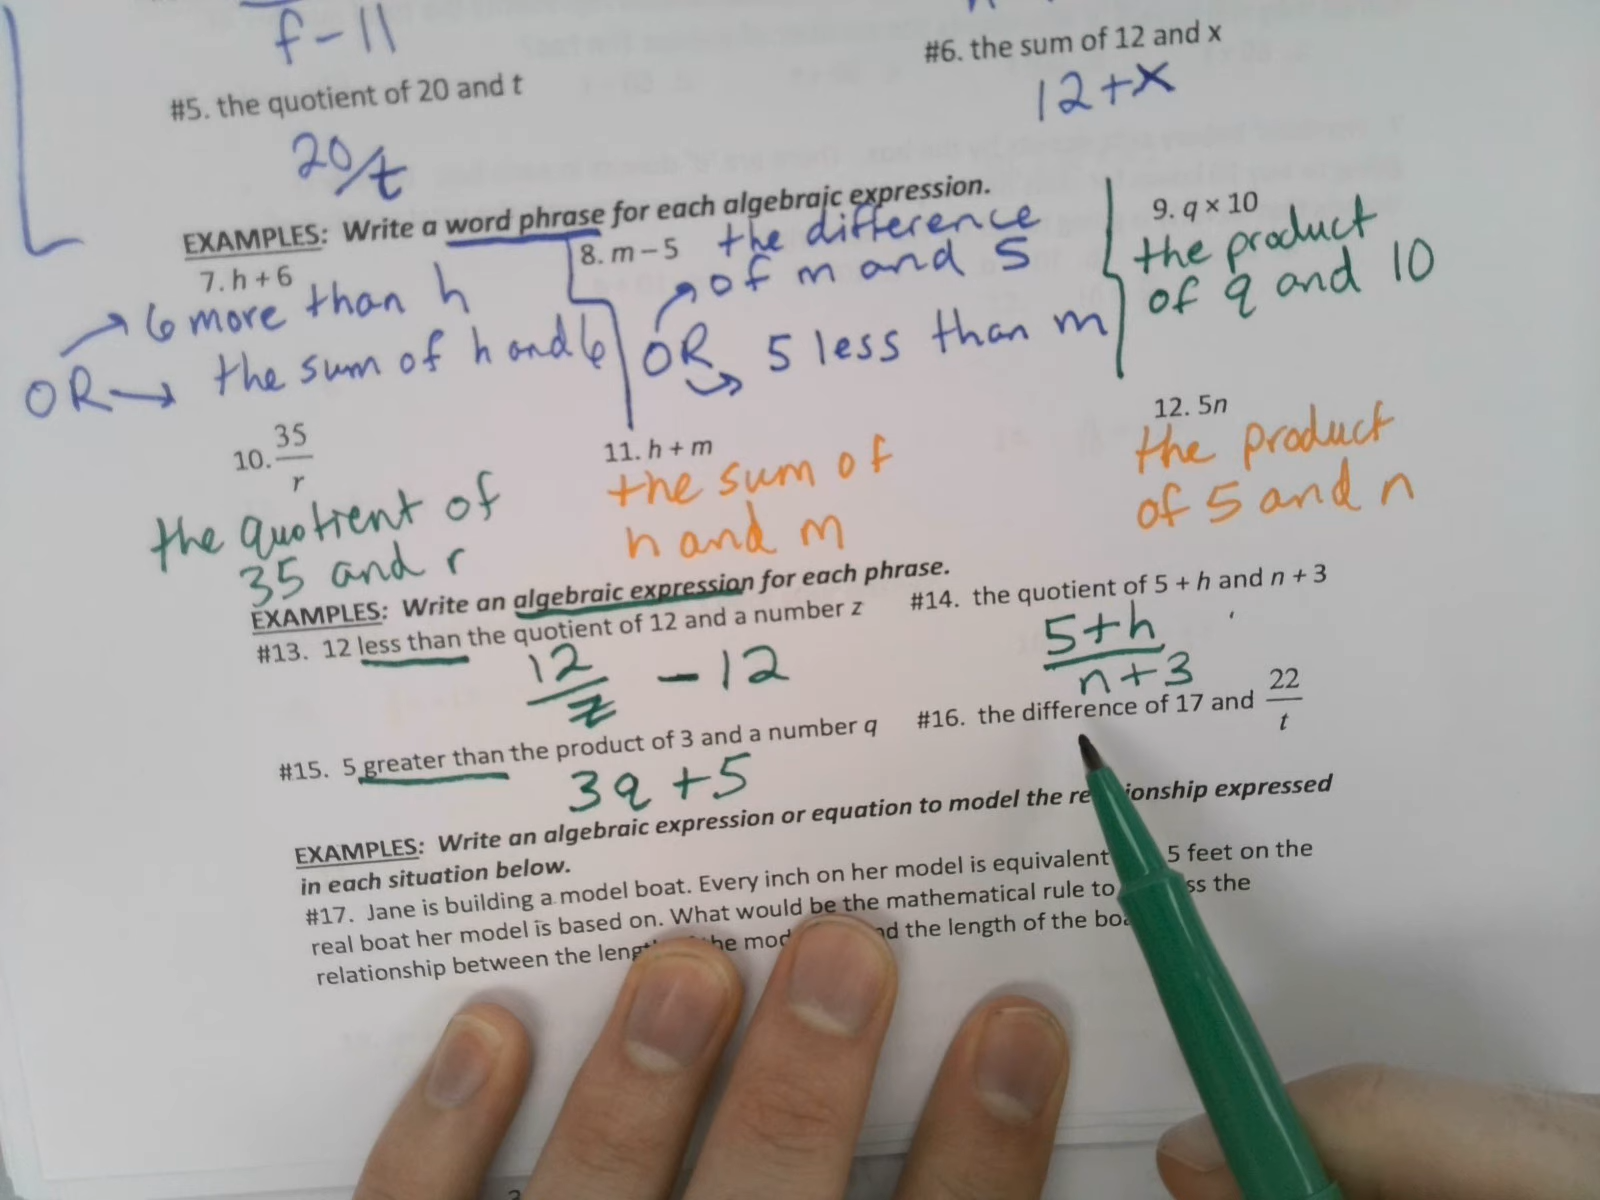 f - 11
#5. the quotient of 20 and t
20/t
#6. the sum of 12 and x
12 + x
EXAMPLES: Write a word phrase for each algebraic expression.
7. h + 6
6 more than h
OR → the sum of h and 6
8. m – 5
the difference
of m and 5
OR 5 less than m
9. q × 10
the product
of q and 10
10. 35/r
the quotient of
35 and r
11. h + m
the sum of
h and m
12. 5n
the product
of 5 and n
EXAMPLES: Write an algebraic expression for each phrase.
#13. 12 less than the quotient of 12 and a number z
12/z - 12
#14. the quotient of 5 + h and n + 3
5+h
n+3
#15. 5 greater than the product of 3 and a number q
3q + 5
#16. the difference of 17 and 22/t
EXAMPLES: Write an algebraic expression or equation to model the expressed
in each situation below.
#17. Jane is building a model boat. Every inch on her model is equivalent 5 feet on the
real boat her model is based on. What would be the mathematical rule to the
relationship between the the length of the